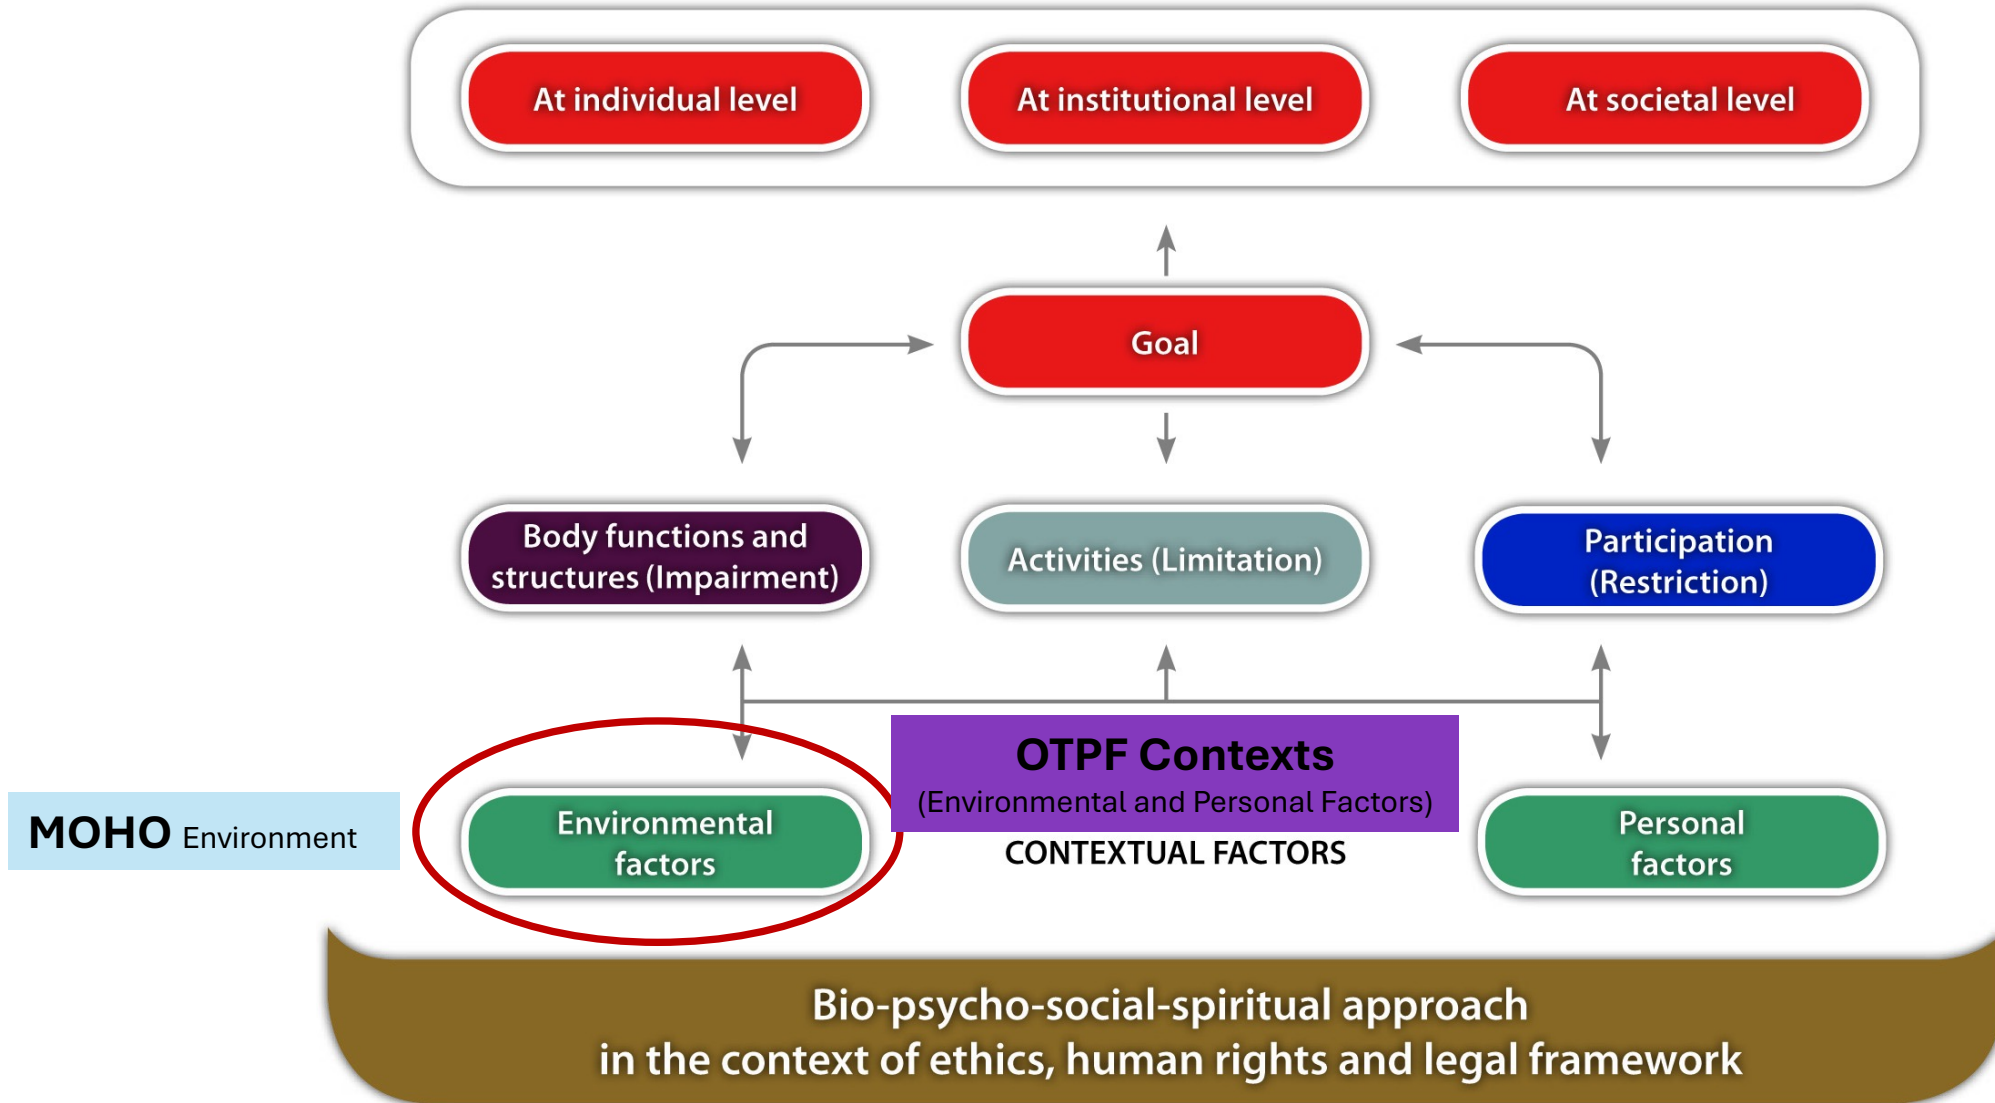 At individual level
At institutional level
At societal level
Goal
Body functions and
structures (Impairment)
Activities (Limitation)
Participation
(Restriction)
OTPF Contexts
(Environmental and Personal Factors)
MOHO Environment
Environmental
factors
CONTEXTUAL FACTORS
Personal
factors
Bio-psycho-social-spiritual approach
in the context of ethics, human rights and legal framework